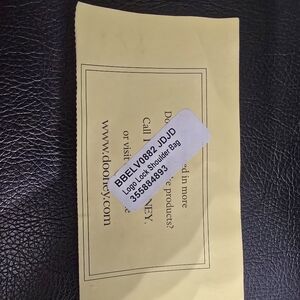 BBELV0882 JDJD
Logo Lock Shoulder Bag
355884893
Do
ed in more
products?
Call
NEY.
or visit
www.dooney.com